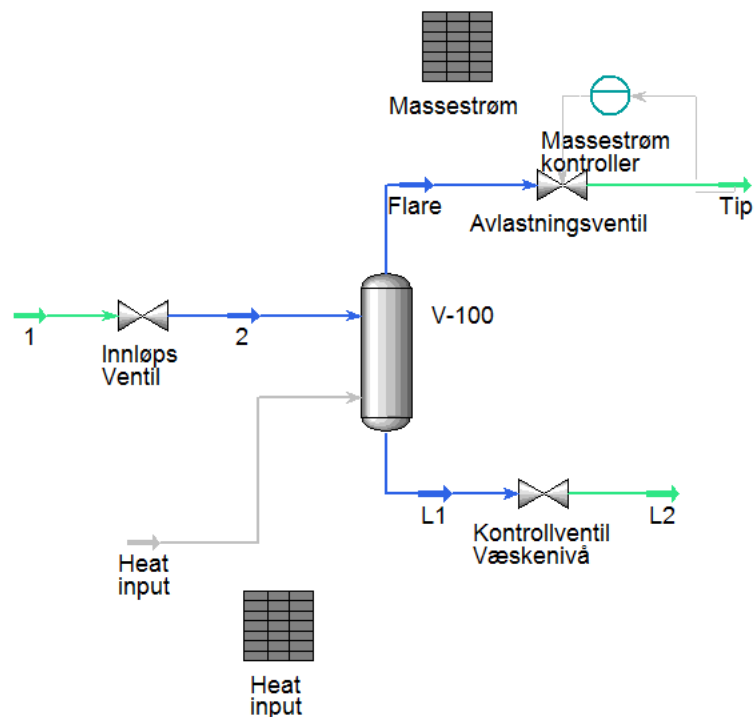 Massestrøm
Massestrøm
kontroller
Flare
Tip
Avlastningsventil
V-100
1
2
Innløps
Ventil
L1
L2
Kontrollventil
Væskenivå
Heat
input
Heat
input